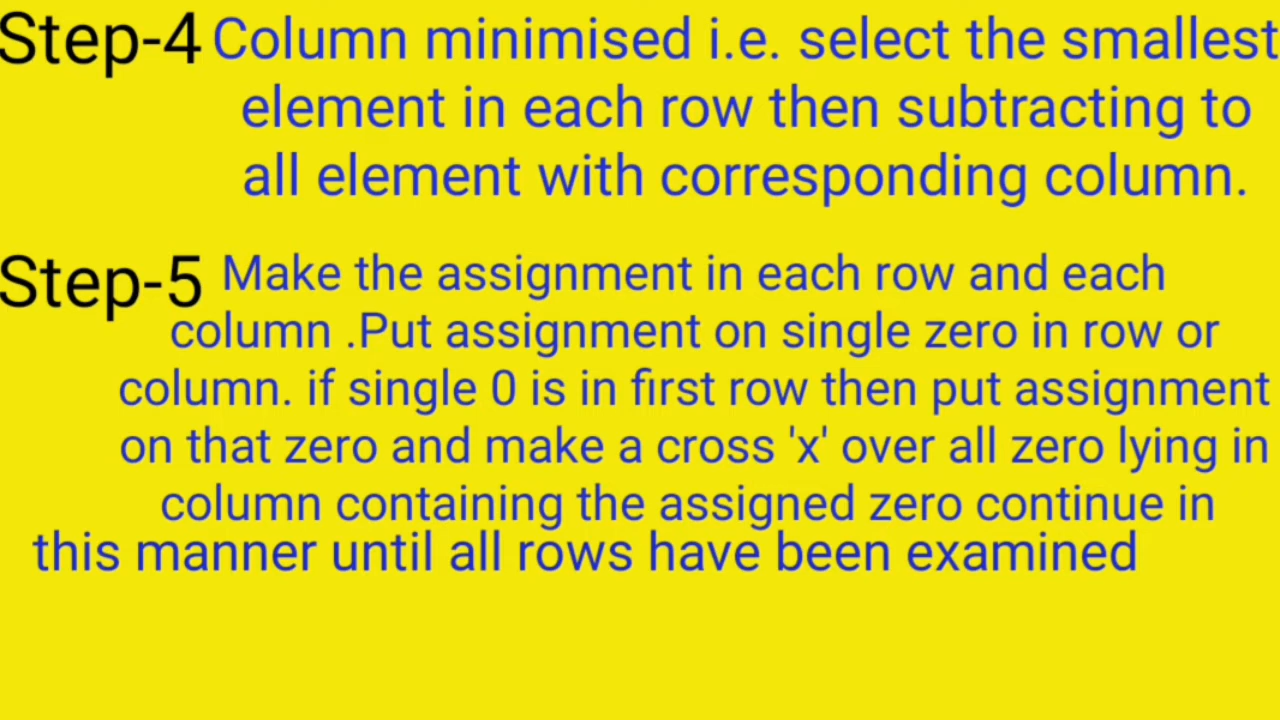 Step-4 Column minimised i.e. select the smallest
element in each row then subtracting to
all element with corresponding column.
Step-5 Make the assignment in each row and each
column .Put assignment on single zero in row or
column. if single 0 is in first row then put assignment
on that zero and make a cross 'x' over all zero lying in
column containing the assigned zero continue in
this manner until all rows have been examined